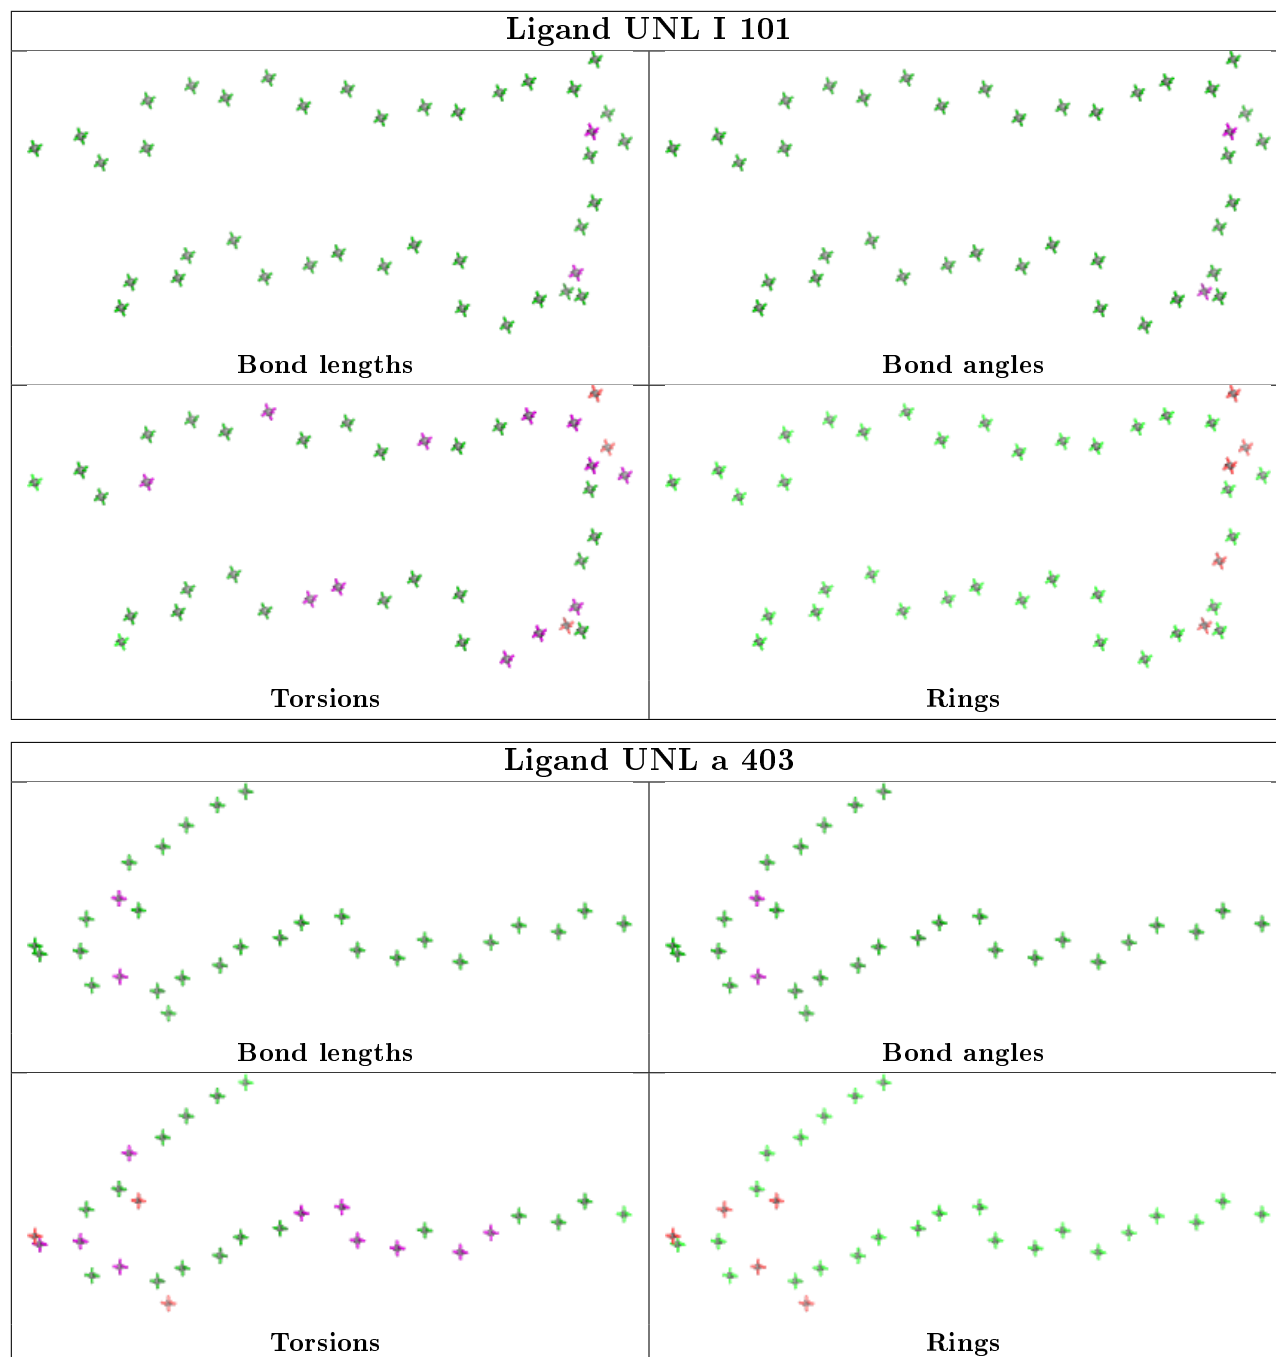 Ligand UNL I 101
Bond lengths
Bond angles
Torsions
Rings
Ligand UNL a 403
Bond lengths
Bond angles
Torsions
Rings